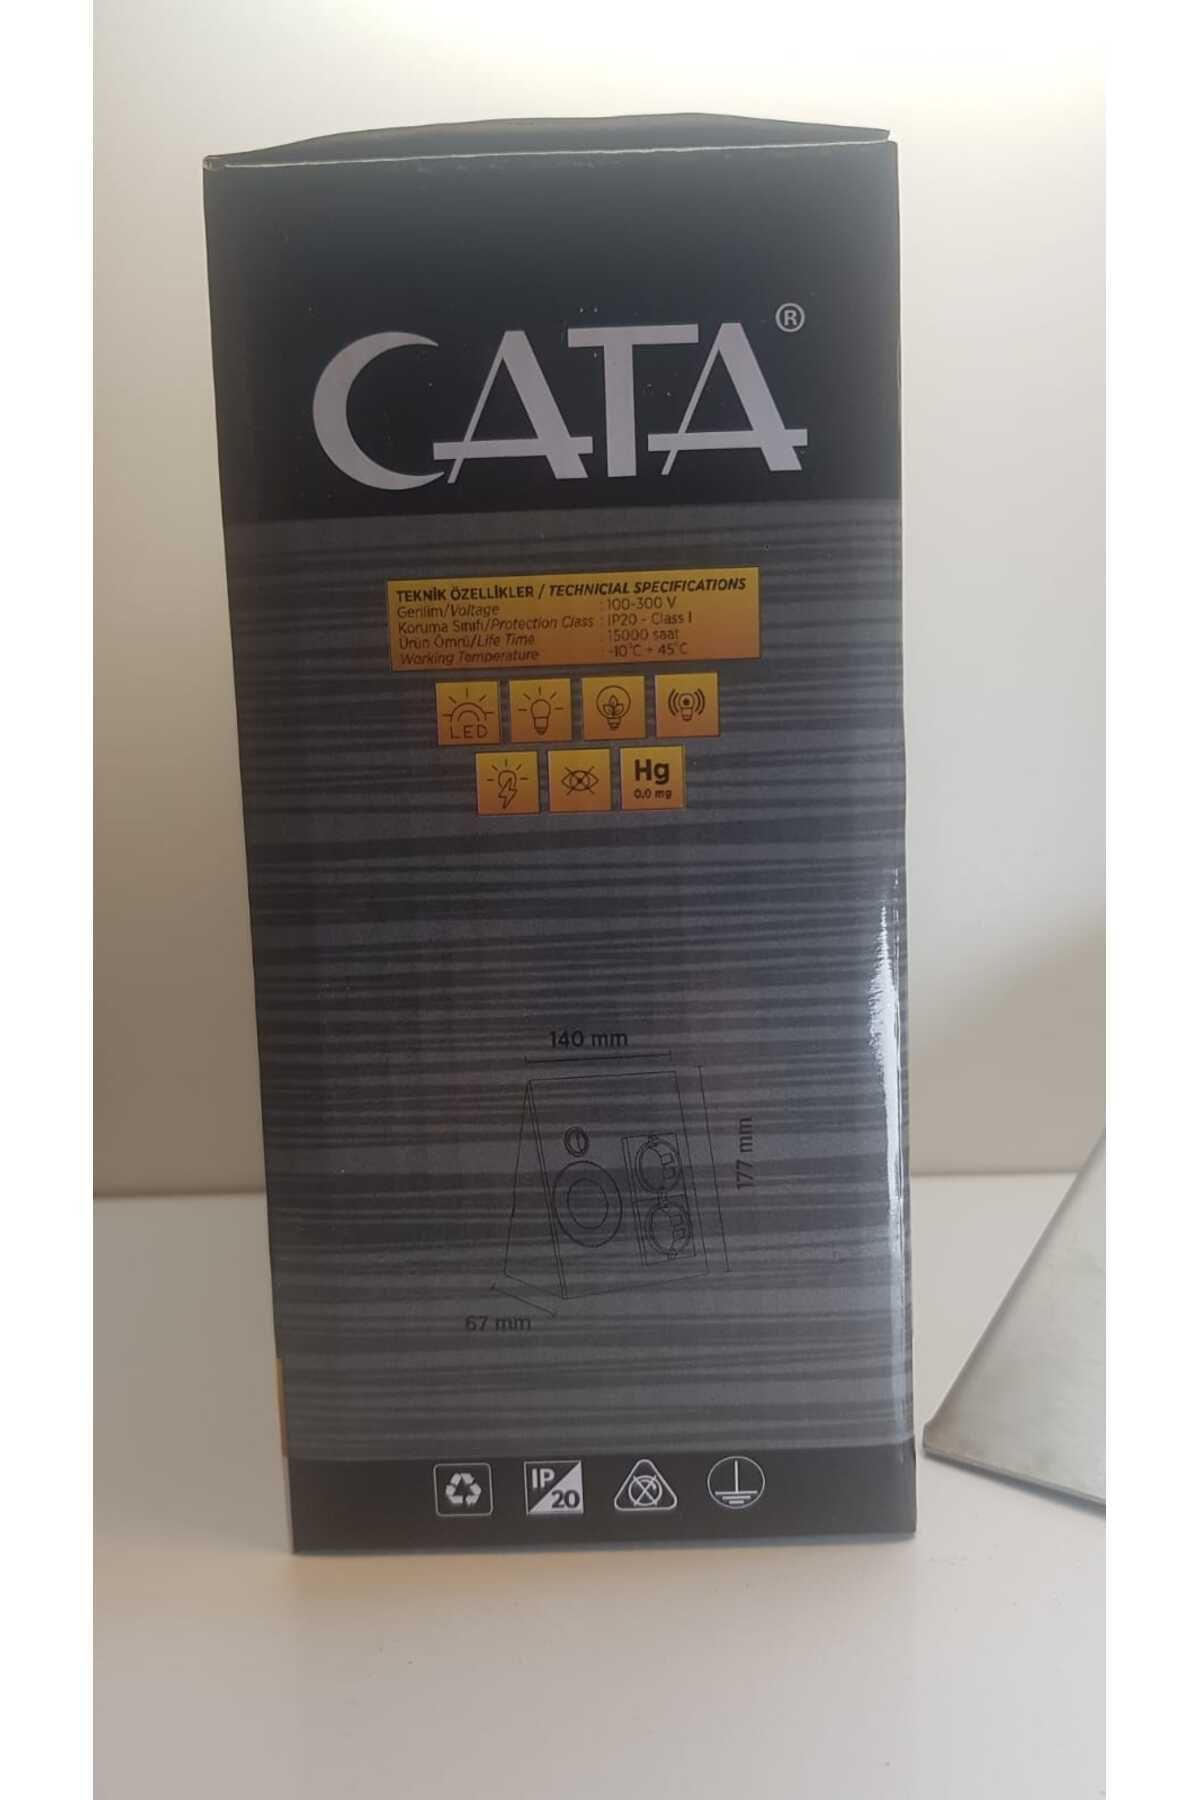 CATA®
TEKNİK ÖZELLİKLER / TECHNICIAL SPECIFICATIONS
Gerilim/Voltage : 100-300 V
Koruma Sınıfı/Protection Class : IP20 - Class I
Ürün Ömrü/Life Time : 15000 saat
Working Temperature : -10°C + 45°C
LED
Hg
0,0 mg
140 mm
177 mm
67 mm
IP
20